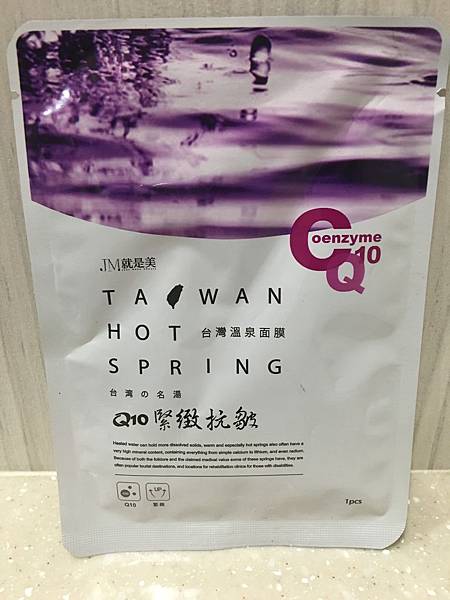 Coenzyme
Q10
JM就是美
TAIWAN
HOT 台灣溫泉面膜
SPRING
台湾の名湯
Q10緊緻抗皺
Heated water can hold more dissolved solids, warm and especially hot springs also often have a
very high mineral content, containing everything from simple calcium to lithium, and even radium.
Because of both the folklore and the claimed medical value some of these springs have, they are
often popular tourist destinations, and locations for rehabilitation clinics for those with disabilities.
UP
Q10 緊緻
1pcs